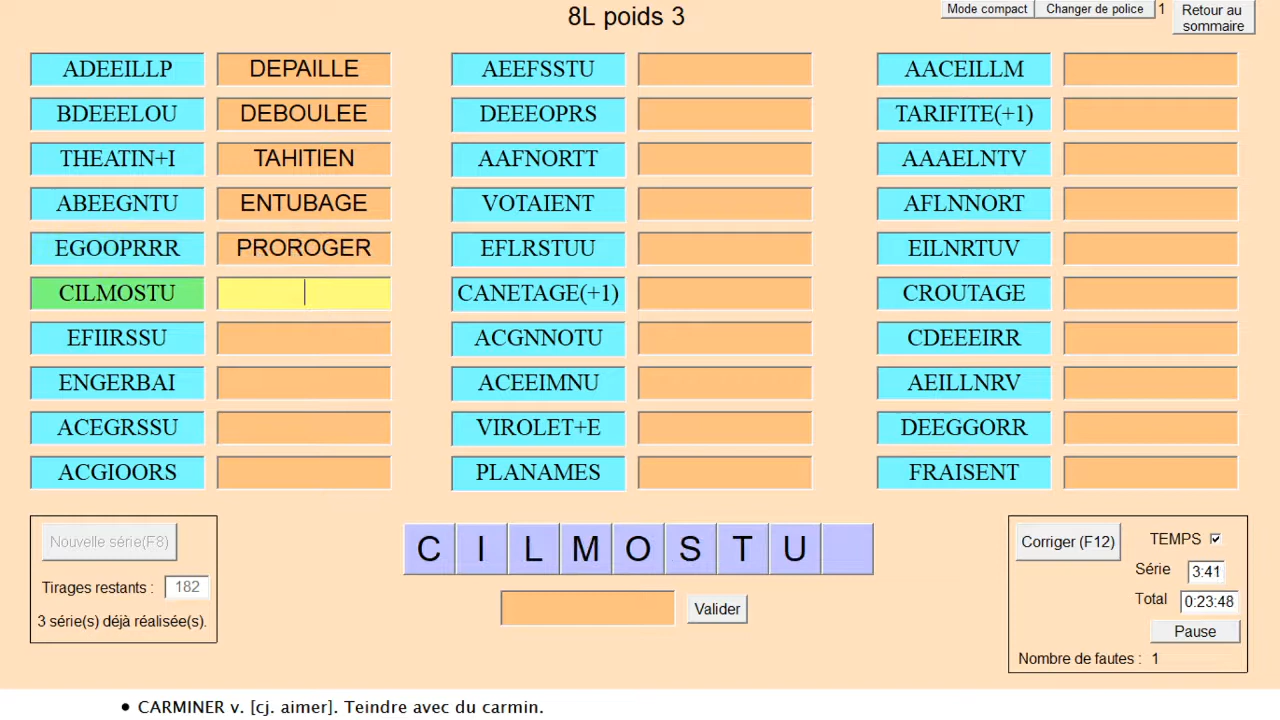 8L poids 3
Mode compact
Changer de police
1
Retour au
sommaire
ADEEILLP DEPAILLE AEEFSSTU AACEILLM
BDEEELOU DEBOULEE DEEEOPRS TARIFITE(+1)
THEATIN+I TAHITIEN AAFNORTT AAAELNTV
ABEEGNTU ENTUBAGE VOTAIENT AFLNNORT
EGOOPRRR PROROGER EFLRSTUU EILNRTUV
CILMOSTU CANETAGE(+1) CROUTAGE
EFIIRSSU ACGNNOTU CDEEEIRR
ENGERBAI ACEEIMNU AEILLNRV
ACEGRSSU VIROLET+E DEEGGORR
ACGIOORS PLANAMES FRAISENT
Nouvelle série(F8)
Tirages restants : 182
3 série(s) déjà réalisée(s).
C I L M O S T U
Valider
Corriger (F12)
TEMPS
Série 3:41
Total 0:23:48
Pause
Nombre de fautes : 1
• CARMINER v. [cj. aimer]. Teindre avec du carmin.